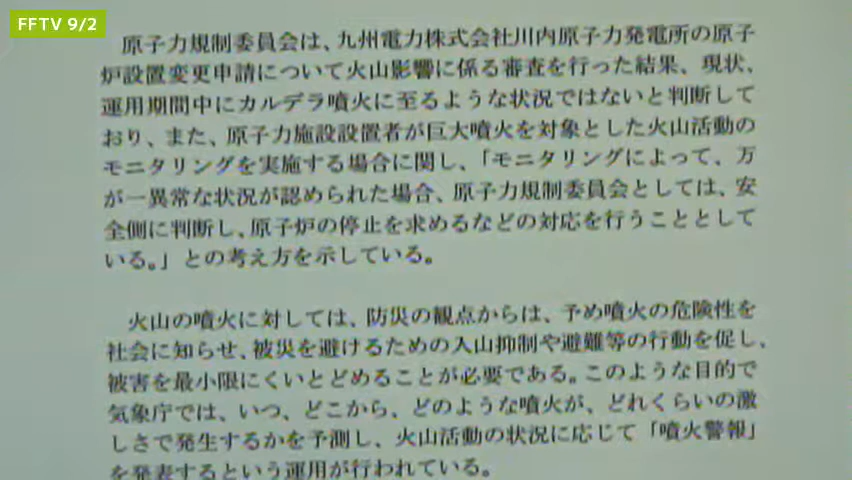 FFTV 9/2
原子力規制委員会は、九州電力株式会社川内原子力発電所の原子
炉設置変更申請について火山影響に係る審査を行った結果、現状、
運用期間中にカルデラ噴火に至るような状況ではないと判断して
おり、また、原子力施設設置者が巨大噴火を対象とした火山活動の
モニタリングを実施する場合に関し、「モニタリングによって、万
が一異常な状況が認められた場合、原子力規制委員会としては、安
全側に判断し、原子炉の停止を求めるなどの対応を行うこととして
いる。」との考え方を示している。
火山の噴火に対しては、防災の観点からは、予め噴火の危険性を
社会に知らせ、被災を避けるための入山抑制や避難等の行動を促し、
被害を最小限にくいとどめることが必要である。このような目的で
気象庁では、いつ、どこから、どのような噴火が、どれくらいの激
しさで発生するかを予測し、火山活動の状況に応じて「噴火警報」
を発表するという運用が行われている。